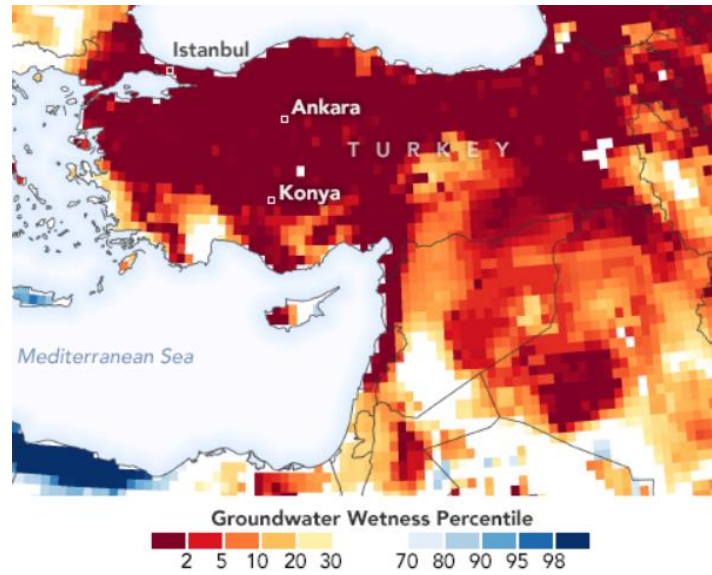 Istanbul
Ankara
TURKEY
Konya
Mediterranean Sea
Groundwater Wetness Percentile
2 5 10 20 30 70 80 90 95 98